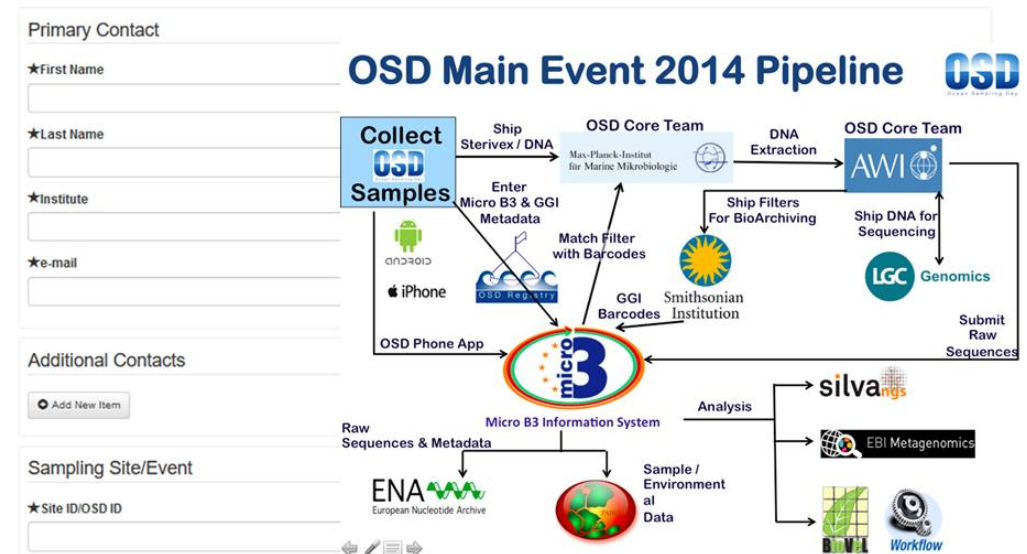 Primary Contact
★First Name
★Last Name
★Institute
★e-mail
Additional Contacts
Add New Item
Sampling Site/Event
★Site ID/OSD ID
OSD Main Event 2014 Pipeline
OSD
Ocean Sampling Day
Collect
OSD
Samples
Ship
Sterivex / DNA
OSD Core Team
Max-Planck-Institut
für Marine Mikrobiologie
DNA
Extraction
OSD Core Team
AWI
Enter
Micro B3 & GGI
Metadata
Match Filter
with Barcodes
Ship Filters
For BioArchiving
Ship DNA for
Sequencing
ANDROID
iPhone
OSD Registry
GGI
Barcodes
Smithsonian
Institution
LGC Genomics
OSD Phone App
Submit
Raw
Sequences
micro
B3
Micro B3 Information System
Analysis
silvangs
EBI Metagenomics
Raw
Sequences & Metadata
ENA
European Nucleotide Archive
Sample /
Environment
al
Data
BioVeL
Workflow